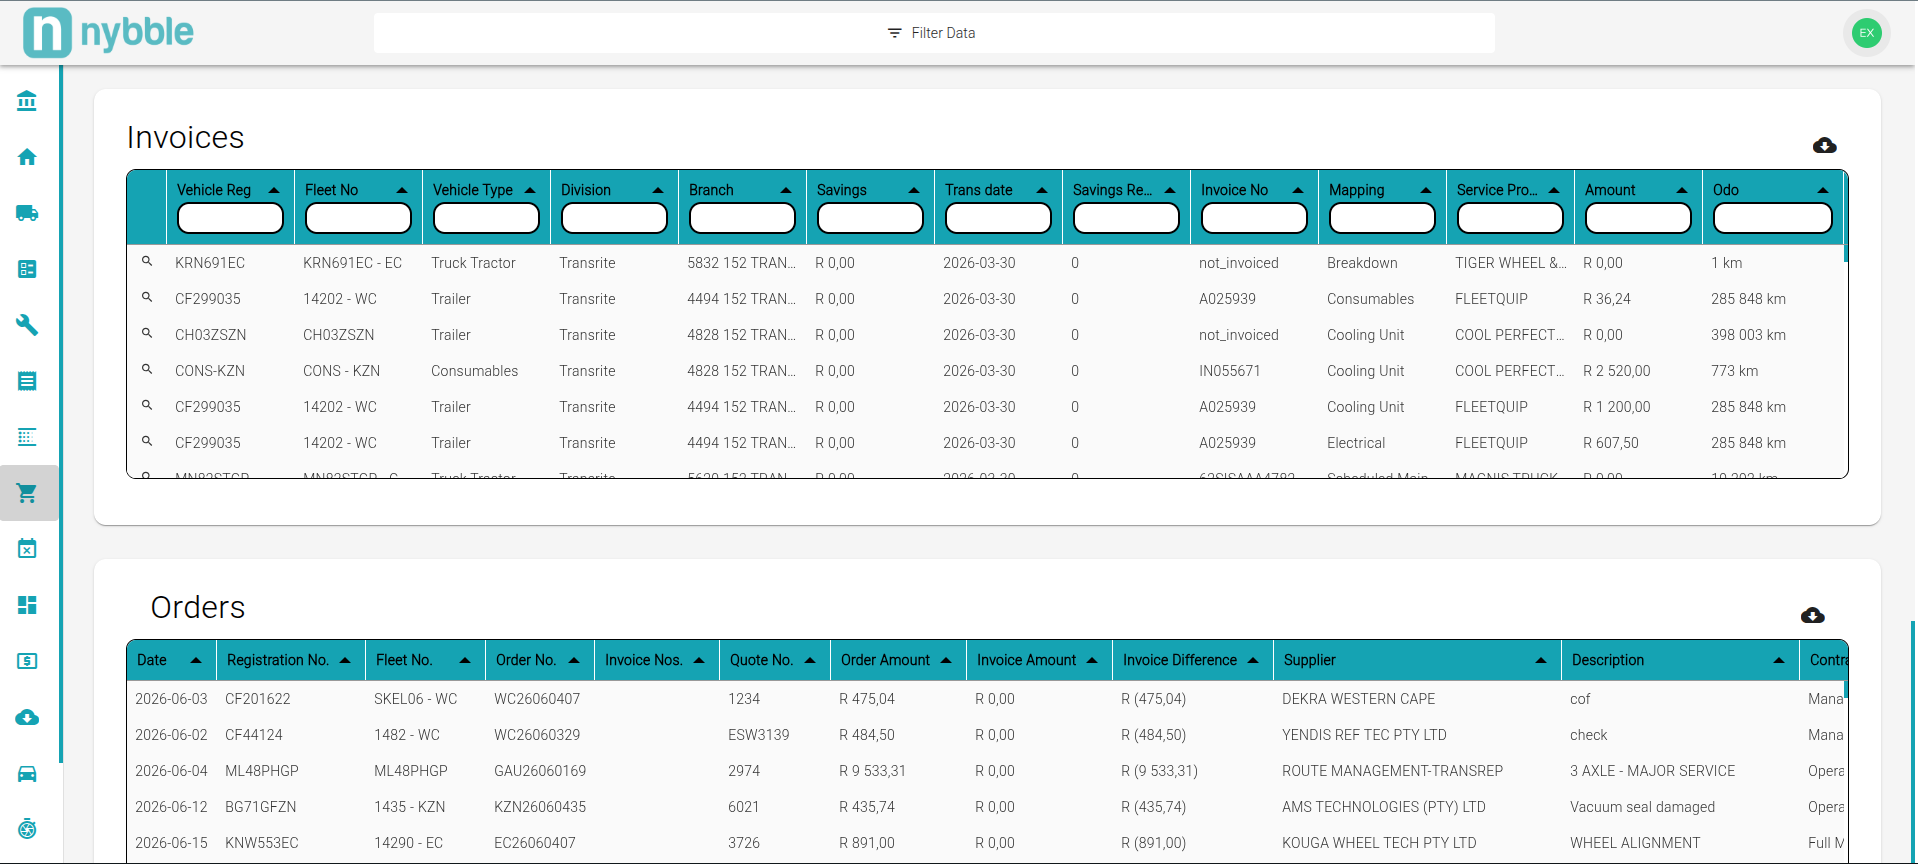 nybble
Filter Data
EX
Invoices
Vehicle Reg Fleet No Vehicle Type Division Branch Savings Trans date Savings Re... Invoice No Mapping Service Pro... Amount Odo
KRN691EC KRN691EC - EC Truck Tractor Transrite 5832 152 TRAN... R 0,00 2026-03-30 0 not_invoiced Breakdown TIGER WHEEL &... R 0,00 1 km
CF299035 14202 - WC Trailer Transrite 4494 152 TRAN... R 0,00 2026-03-30 0 A025939 Consumables FLEETQUIP R 36,24 285 848 km
CH03ZSZN CH03ZSZN Trailer Transrite 4828 152 TRAN... R 0,00 2026-03-30 0 not_invoiced Cooling Unit COOL PERFECT... R 0,00 398 003 km
CONS-KZN CONS - KZN Consumables Transrite 4828 152 TRAN... R 0,00 2026-03-30 0 IN055671 Cooling Unit COOL PERFECT... R 2 520,00 773 km
CF299035 14202 - WC Trailer Transrite 4494 152 TRAN... R 0,00 2026-03-30 0 A025939 Cooling Unit FLEETQUIP R 1 200,00 285 848 km
CF299035 14202 - WC Trailer Transrite 4494 152 TRAN... R 0,00 2026-03-30 0 A025939 Electrical FLEETQUIP R 607,50 285 848 km
Truck Tractor Transrite R 0,00 2026-03-30 0
Orders
Date Registration No. Fleet No. Order No. Invoice Nos. Quote No. Order Amount Invoice Amount Invoice Difference Supplier Description Contra
2026-06-03 CF201622 SKEL06 - WC WC26060407 1234 R 475,04 R 0,00 R (475,04) DEKRA WESTERN CAPE cof Mana
2026-06-02 CF44124 1482 - WC WC26060329 ESW3139 R 484,50 R 0,00 R (484,50) YENDIS REF TEC PTY LTD check Mana
2026-06-04 ML48PHGP ML48PHGP GAU26060169 2974 R 9 533,31 R 0,00 R (9 533,31) ROUTE MANAGEMENT-TRANSREP 3 AXLE - MAJOR SERVICE Opera
2026-06-12 BG71GFZN 1435 - KZN KZN26060435 6021 R 435,74 R 0,00 R (435,74) AMS TECHNOLOGIES (PTY) LTD Vacuum seal damaged Opera
2026-06-15 KNW553EC 14290 - EC EC26060407 3726 R 891,00 R 0,00 R (891,00) KOUGA WHEEL TECH PTY LTD WHEEL ALIGNMENT Full M